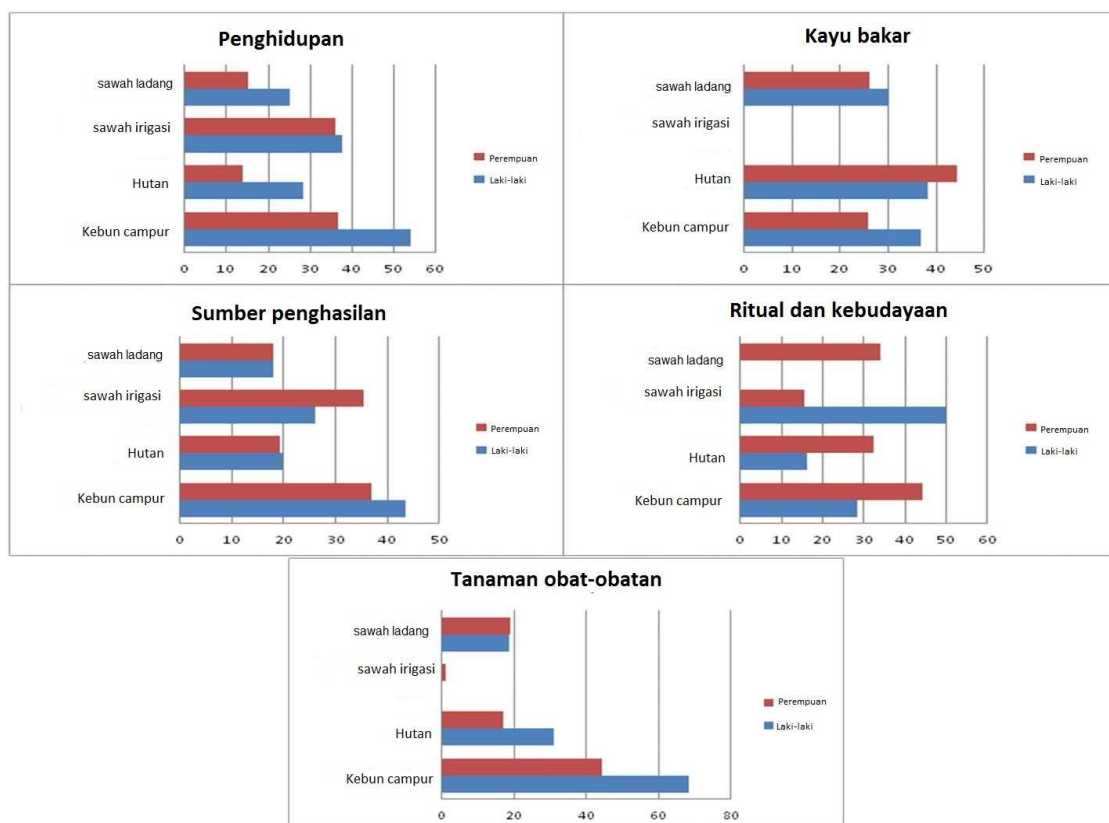 Penghidupan
sawah ladang
sawah irigasi
Hutan
Kebun campur
0 10 20 30 40 50 60
Perempuan
Laki-laki
Kayu bakar
sawah ladang
sawah irigasi
Hutan
Kebun campur
0 10 20 30 40 50
Perempuan
Laki-laki
Sumber penghasilan
sawah ladang
sawah irigasi
Hutan
Kebun campur
0 10 20 30 40 50
Perempuan
Laki-laki
Ritual dan kebudayaan
sawah ladang
sawah irigasi
Hutan
Kebun campur
0 10 20 30 40 50 60
Perempuan
Laki-laki
Tanaman obat-obatan
sawah ladang
sawah irigasi
Hutan
Kebun campur
0 20 40 60 80
Perempuan
Laki-laki